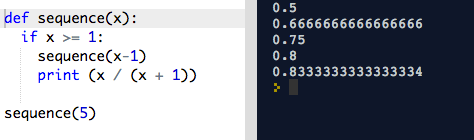 def sequence(x):
  if x >= 1:
    sequence(x-1)
    print (x / (x + 1))

sequence(5)
0.5
0.6666666666666666
0.75
0.8
0.8333333333333334
>